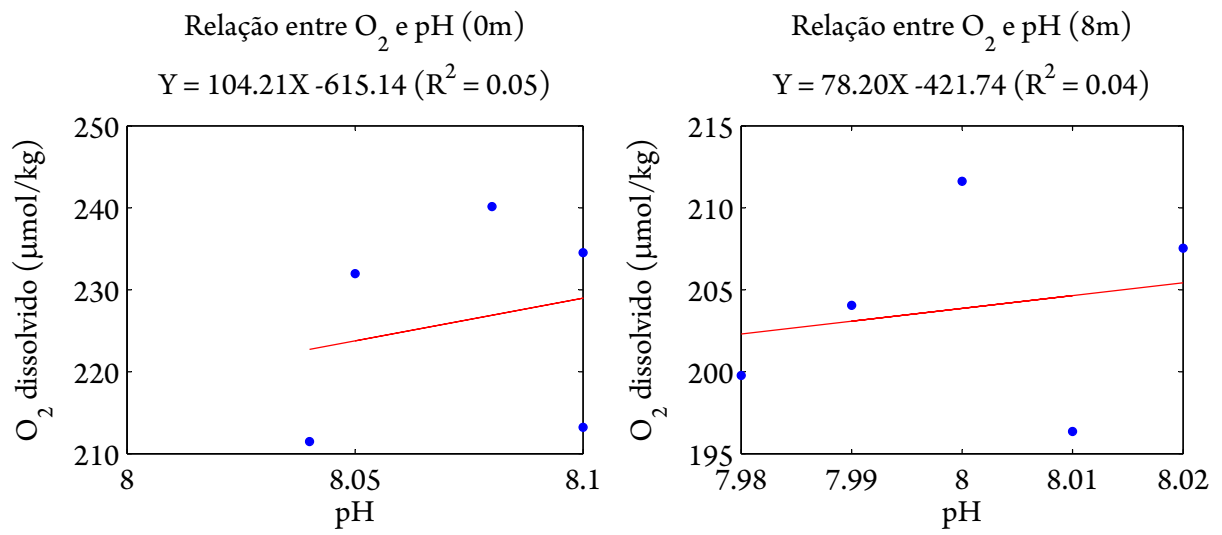 Relação entre O₂ e pH (0m)
Y = 104.21X -615.14 (R² = 0.05)
250
240
230
220
210
8
8.05
8.1
pH
O₂ dissolvido (µmol/kg)
Relação entre O₂ e pH (8m)
Y = 78.20X -421.74 (R² = 0.04)
215
210
205
200
195
7.98
7.99
8
8.01
8.02
pH
O₂ dissolvido (µmol/kg)